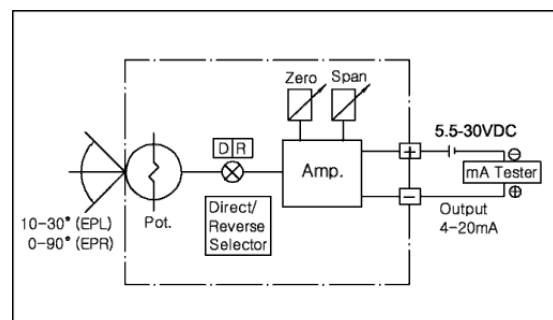 Zero Span
5.5-30VDC
D R
+
Amp.
⊖
mA Tester
⊕
−
10-30° (EPL)
0-90° (EPR)
Pot.
Direct/
Reverse
Selector
Output
4-20mA